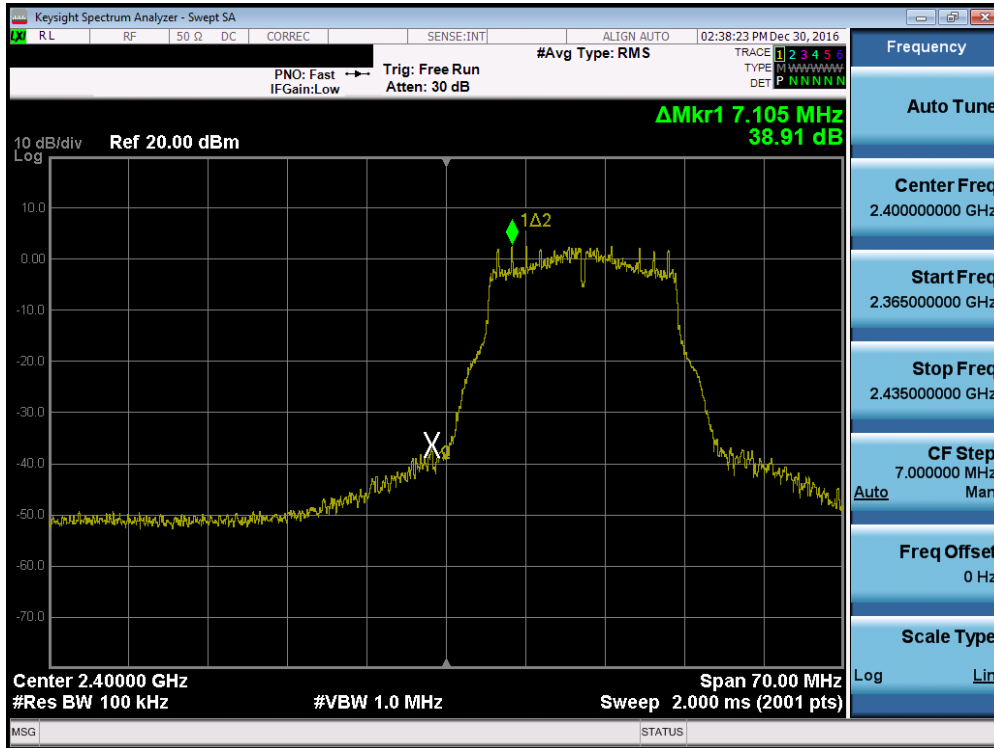 Keysight Spectrum Analyzer - Swept SA
LXI RL RF 50 Ω DC CORREC SENSE:INT ALIGN AUTO 02:38:23 PM Dec 30, 2016
#Avg Type: RMS
TRACE 1 2 3 4 5 6
PNO: Fast Trig: Free Run
TYPE M WWWWW
IFGain:Low Atten: 30 dB
DET P N N N N N
Frequency
ΔMkr1 7.105 MHz
38.91 dB
10 dB/div Ref 20.00 dBm
Log
10.0
0.00
-10.0
-20.0
-30.0
-40.0
-50.0
-60.0
-70.0
1Δ2
X2
Center 2.40000 GHz Span 70.00 MHz
#Res BW 100 kHz #VBW 1.0 MHz Sweep 2.000 ms (2001 pts)
Auto Tune
Center Freq
2.400000000 GHz
Start Freq
2.365000000 GHz
Stop Freq
2.435000000 GHz
CF Step
7.000000 MHz
Auto Man
Freq Offset
0 Hz
Scale Type
Log Lin
MSG STATUS